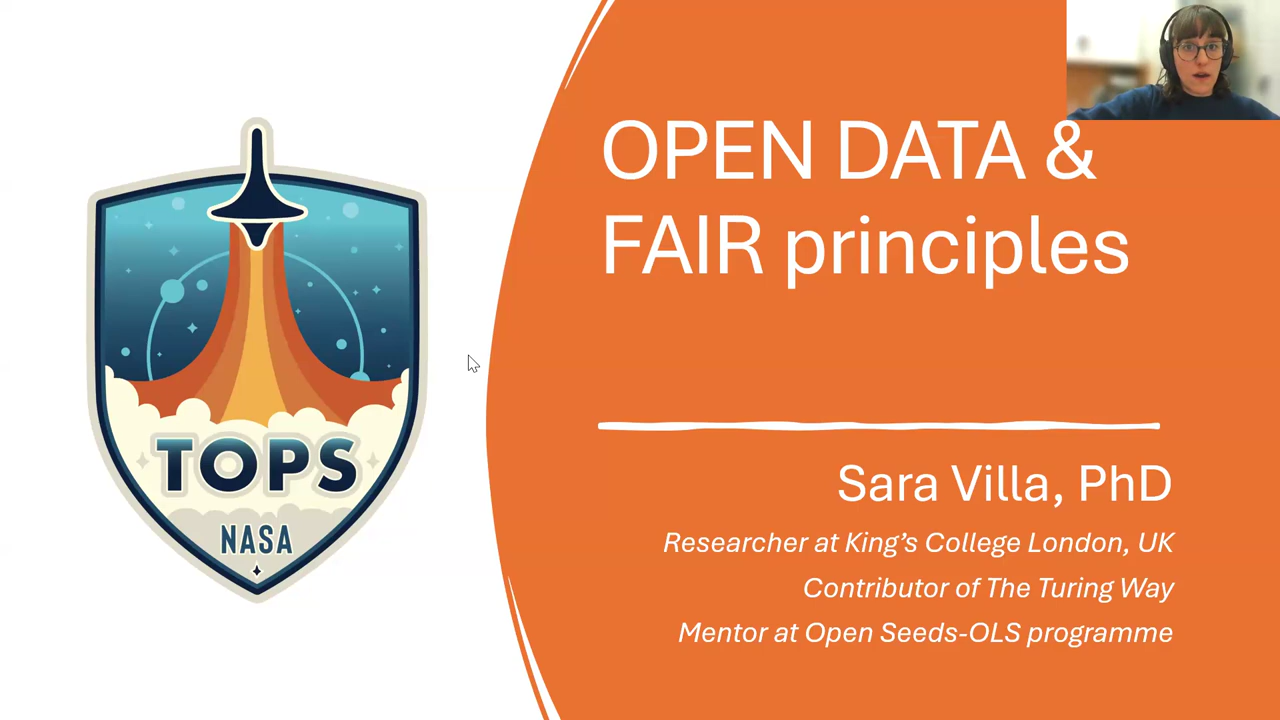 OPEN DATA &
FAIR principles
Sara Villa, PhD
Researcher at King's College London, UK
Contributor of The Turing Way
Mentor at Open Seeds-OLS programme
TOPS
NASA